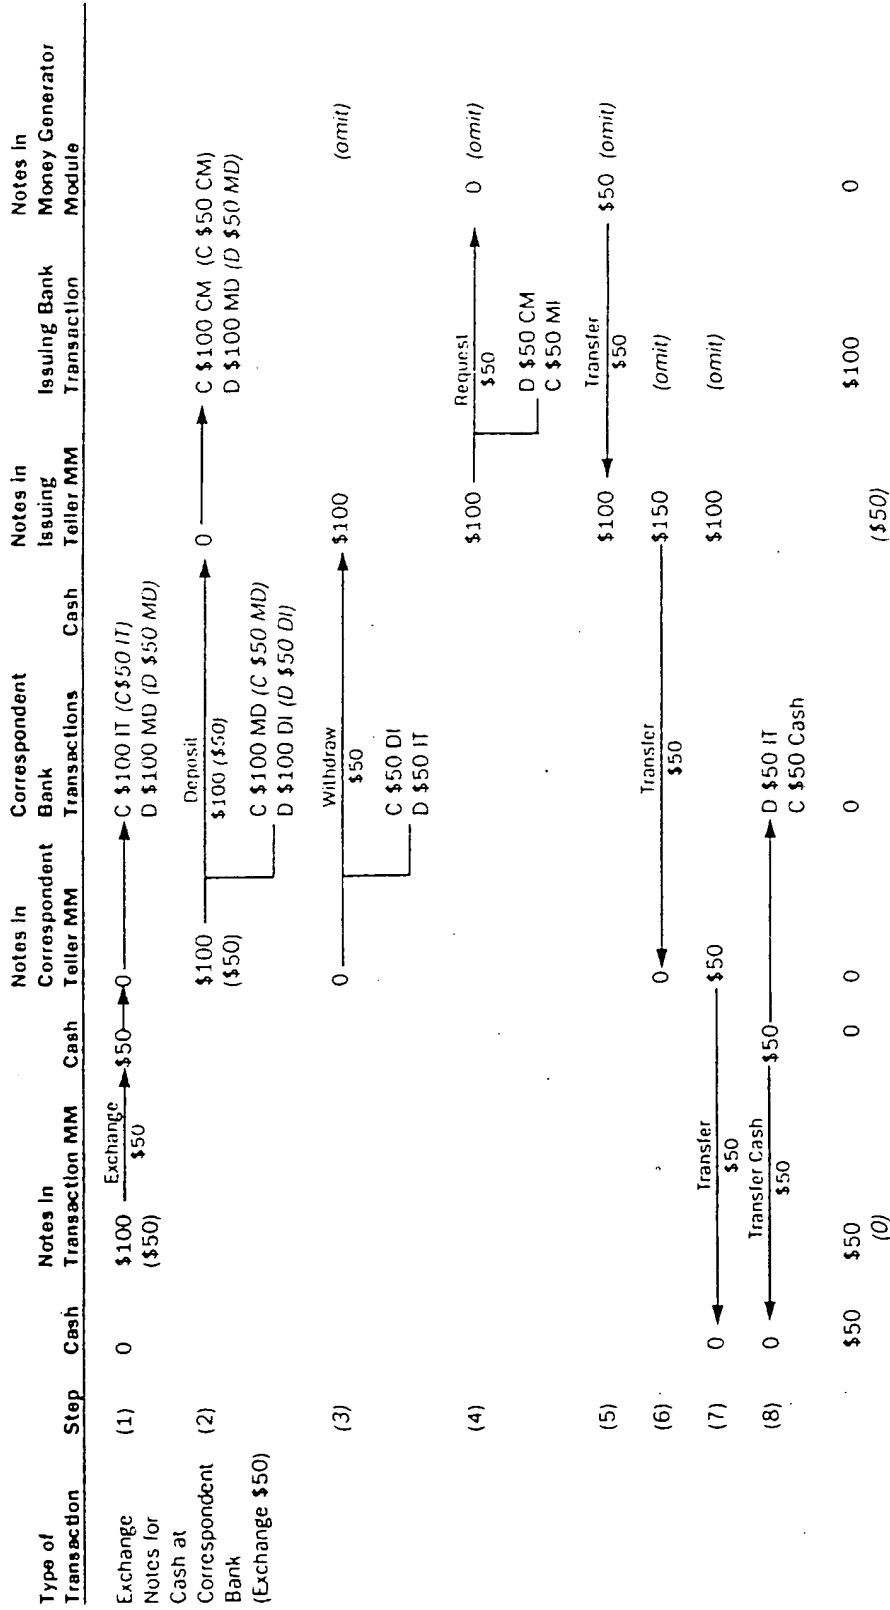 Type of Transaction Step Cash Notes in Transaction MM Cash Notes in Correspondent Teller MM Correspondent Bank Transactions Cash Notes in Issuing Teller MM Issuing Bank Transaction Notes in Money Generator Module
Exchange Notes for Cash at Correspondent Bank (Exchange $50)
(1) 0 $100 Exchange $50 0 C $100 IT (C $50 IT)
($50) $50 D $100 MD (D $50 MD)
(2) $100 Deposit 0 C $100 CM (C $50 CM)
($50) $100 ($50) D $100 MD (D $50 MD)
C $100 MD (C $50 MD)
D $100 DI (D $50 DI)
(3) 0 Withdraw $100 (omit)
$50
C $50 DI
D $50 IT
(4) $100 Request 0 (omit)
$50
D $50 CM
C $50 MI
(5) $100 Transfer $50 (omit)
$50
(6) 0 Transfer $150 (omit)
$50
(7) 0 Transfer $50 $100 (omit)
$50
(8) 0 Transfer Cash $50 D $50 IT
$50 C $50 Cash
$50 $50 0 0 0 $100 0
(0) ($50)